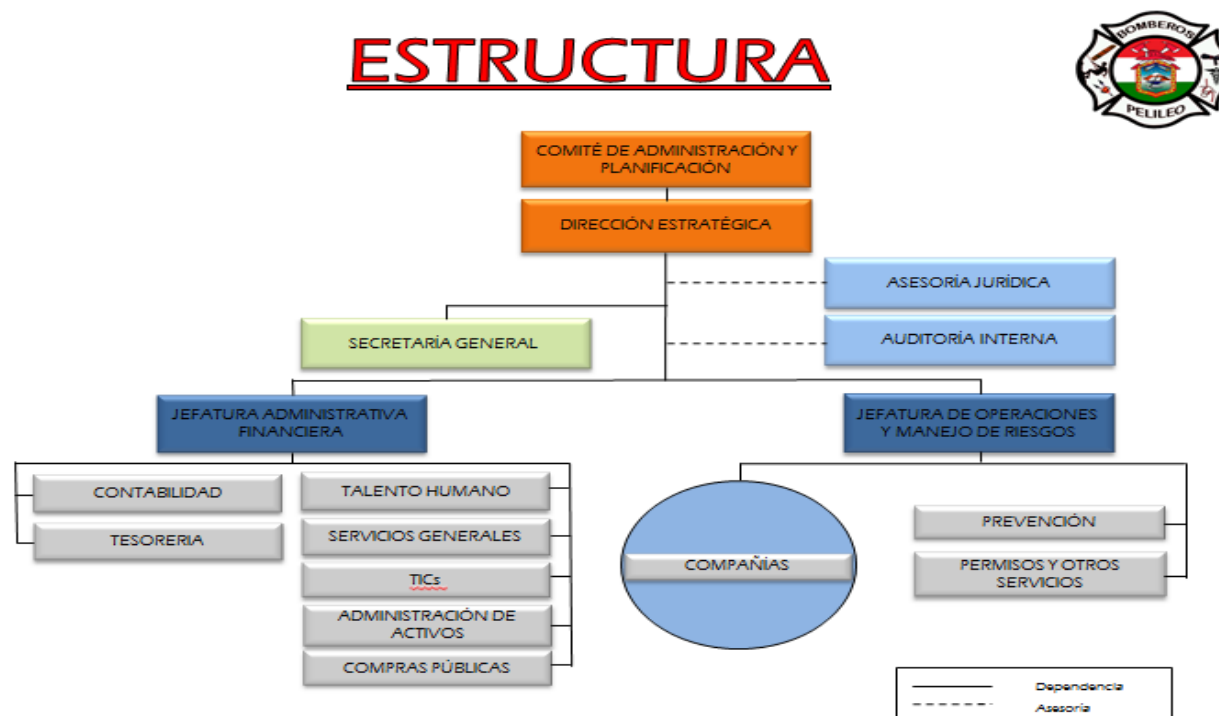 ESTRUCTURA
BOMBEROS
PELILEO
COMITÉ DE ADMINISTRACIÓN Y
PLANIFICACIÓN
DIRECCIÓN ESTRATÉGICA
ASESORÍA JURÍDICA
SECRETARÍA GENERAL
AUDITORÍA INTERNA
JEFATURA ADMINISTRATIVA
FINANCIERA
JEFATURA DE OPERACIONES
Y MANEJO DE RIESGOS
CONTABILIDAD
TESORERIA
TALENTO HUMANO
SERVICIOS GENERALES
TICs
ADMINISTRACIÓN DE
ACTIVOS
COMPRAS PÚBLICAS
COMPAÑÍAS
PREVENCIÓN
PERMISOS Y OTROS
SERVICIOS
Dependencia
Asesoría